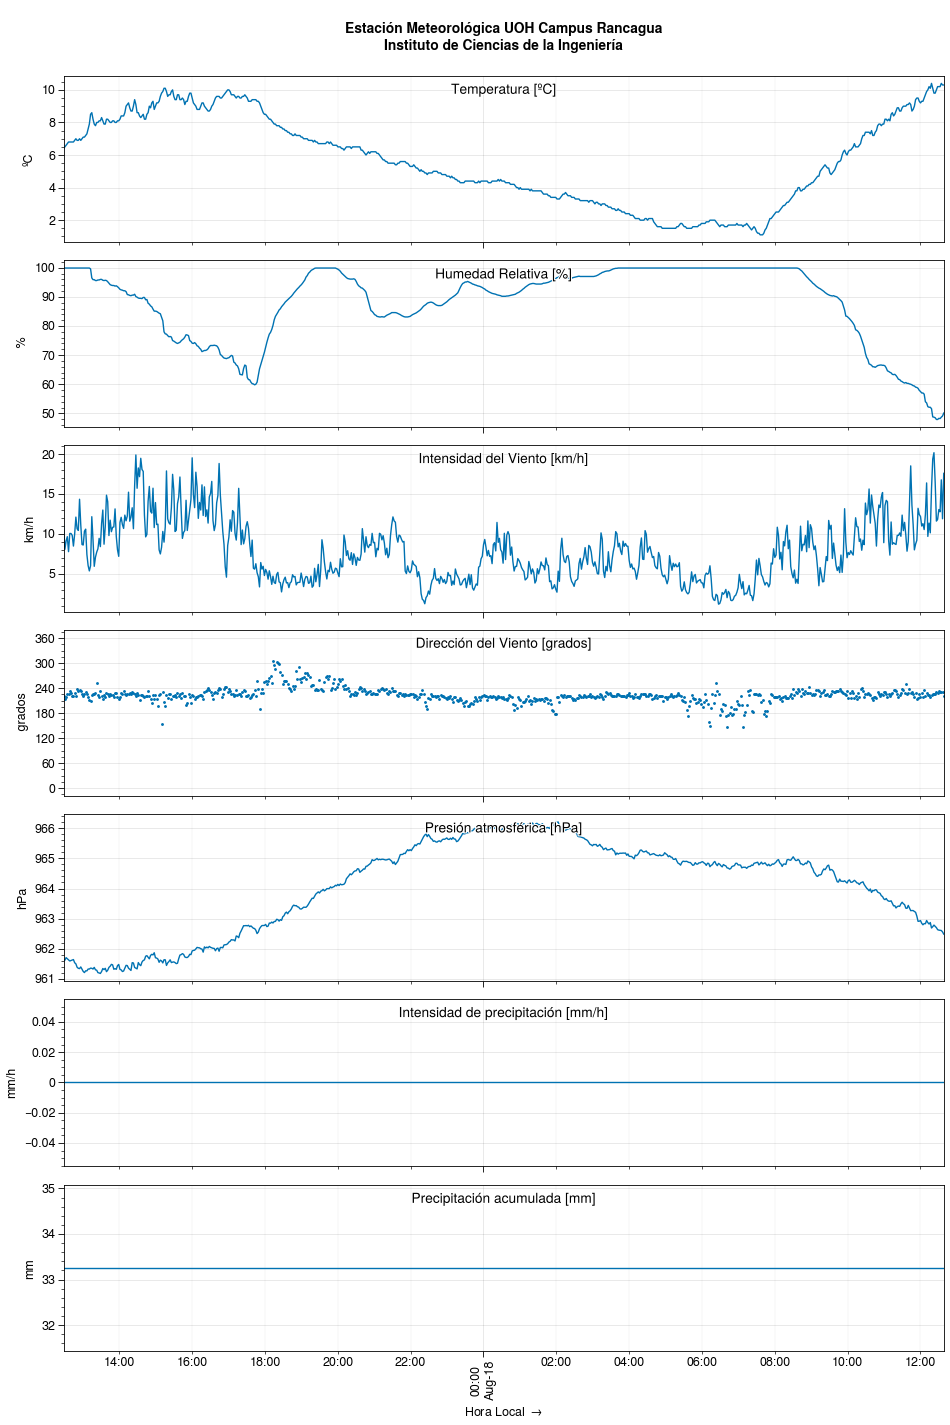 Estación Meteorológica UOH Campus Rancagua
Instituto de Ciencias de la Ingeniería
Temperatura [ºC]
ºC
10
8
6
4
2
Humedad Relativa [%]
%
100
90
80
70
60
50
Intensidad del Viento [km/h]
km/h
20
15
10
5
Dirección del Viento [grados]
grados
360
300
240
180
120
60
0
Presión atmosférica [hPa]
hPa
966
965
964
963
962
961
Intensidad de precipitación [mm/h]
mm/h
0.04
0.02
0
−0.02
−0.04
Precipitación acumulada [mm]
mm
35
34
33
32
14:00 16:00 18:00 20:00 22:00 00:00 02:00 04:00 06:00 08:00 10:00 12:00
Aug-18
Hora Local →